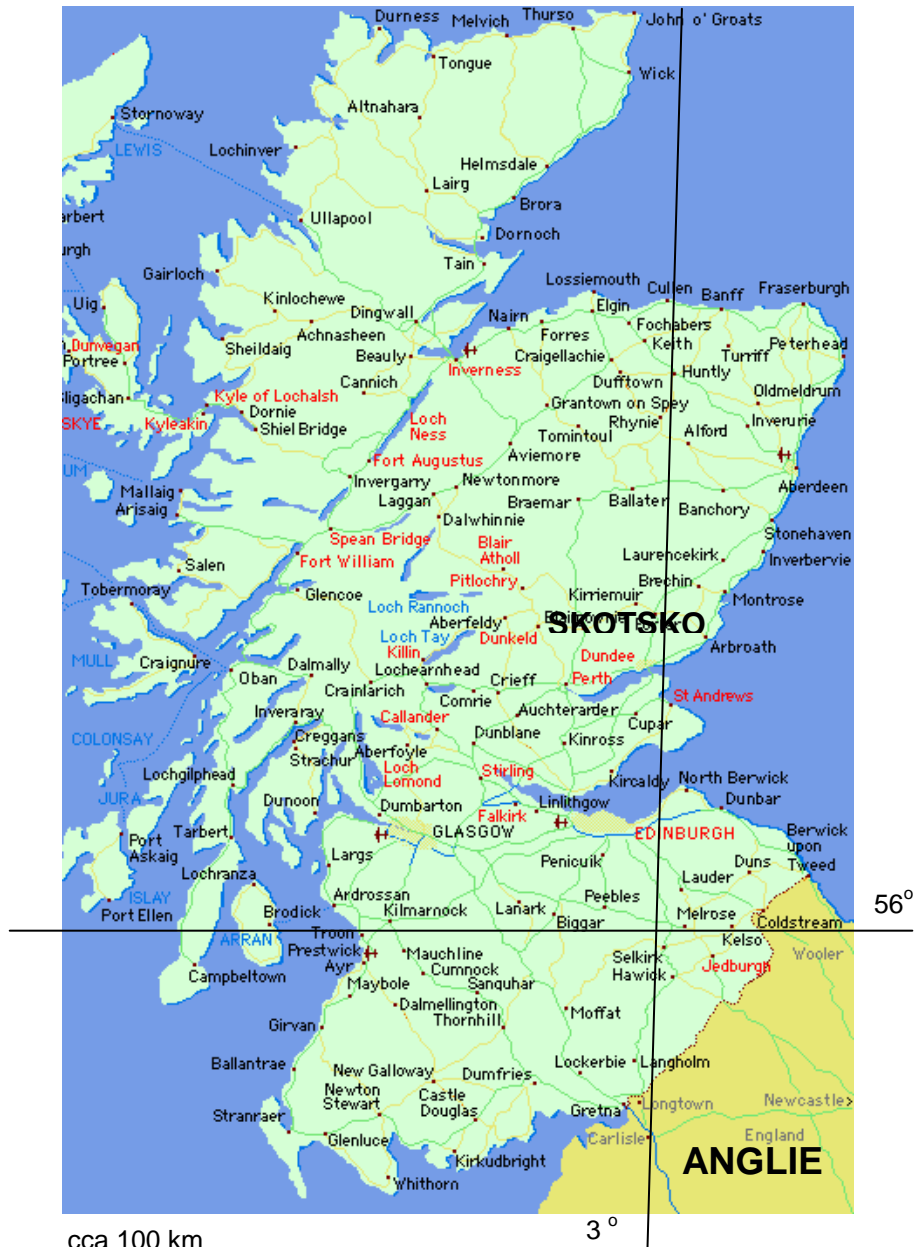 Durness
Melvich
Thurso
John o' Groats
Tongue
Wick
Altnahara
Stornoway
LEWIS
Lochinver
Helmsdale
Lairg
Brora
arbert
Ullapool
Dornoch
urgh
Tain
Gairloch
Lossiemouth
Cullen
Banff
Fraserburgh
Uig
Kinlochewe
Dingwall
Nairn
Elgin
Achnasheen
Forres
Fochabers
Dunvegan
Sheildaig
Beauly
Craigellachie
Keith
Turriff
Peterhead
Portree
Inverness
Cannich
Dufftown
Huntly
ligachan
Kyle of Lochalsh
Grantown on Spey
Oldmeldrum
SKYE
Kyleakin
Dornie
Loch
Ness
Rhynie
Inverurie
Shiel Bridge
Tomintoul
Alford
Aviemore
UM
Fort Augustus
Invergarry
Newtonmore
Aberdeen
Mallaig
Laggan
Braemar
Ballater
Banchory
Arisaig
Dalwhinnie
Stonehaven
Spean Bridge
Blair
Atholl
Laurencekirk
Inverbervie
Fort William
Salen
Pitlochry
Brechin
Tobermoray
Glencoe
Kirriemuir
Montrose
Loch Rannoch
Aberfeldy
SKOTSKO
Loch Tay
Dunkeld
Arbroath
MULL
Craignure
Killin
Dundee
Oban
Dalmally
Lochearnhead
Perth
Crainlarich
Crieff
St Andrews
Comrie
Inveraray
Callander
Auchterarder
Cupar
COLONSAY
Creggans
Aberfoyle
Dunblane
Kinross
Strachur
Lochgilphead
Loch
Lomond
Stirling
Kircaldy
North Berwick
JURA
Dunoon
Dumbarton
Falkirk
Linlithgow
Dunbar
Tarbert
GLASGOW
EDINBURGH
Berwick
upon
Tweed
Port
Askaig
Largs
Penicuik
Duns
Lochranza
Lauder
ISLAY
Ardrossan
Peebles
Port Ellen
Brodick
Kilmarnock
Lanark
Biggar
Melrose
Coldstream
56°
ARRAN
Troon
Kelso
Prestwick
Mauchline
Selkirk
Wooler
Ayr
Cumnock
Hawick
Jedburgh
Campbeltown
Sanquhar
Maybole
Dalmellington
Moffat
Girvan
Thornhill
Ballantrae
Lockerbie
Langholm
New Galloway
Dumfries
Newton
Stewart
Castle
Douglas
Gretna
Longtown
Newcastle>
Stranraer
Carlisle
England
Glenluce
Kirkudbright
ANGLIE
Whithorn
cca 100 km
3°